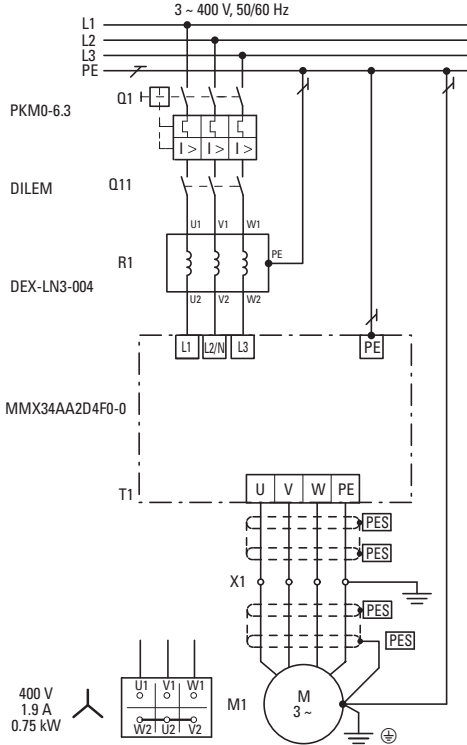 3 ~ 400 V, 50/60 Hz
L1
L2
L3
PE
PKM0-6.3
Q1
I > I > I >
DILEM
Q11
U1 V1 W1
R1
PE
DEX-LN3-004
U2 V2 W2
L1 L2/N L3 PE
MMX34AA2D4F0-0
T1
U V W PE
PES
PES
X1
PES
PES
400 V
1.9 A
0.75 kW
U1 V1 W1
W2 U2 V2
M1
M
3 ~